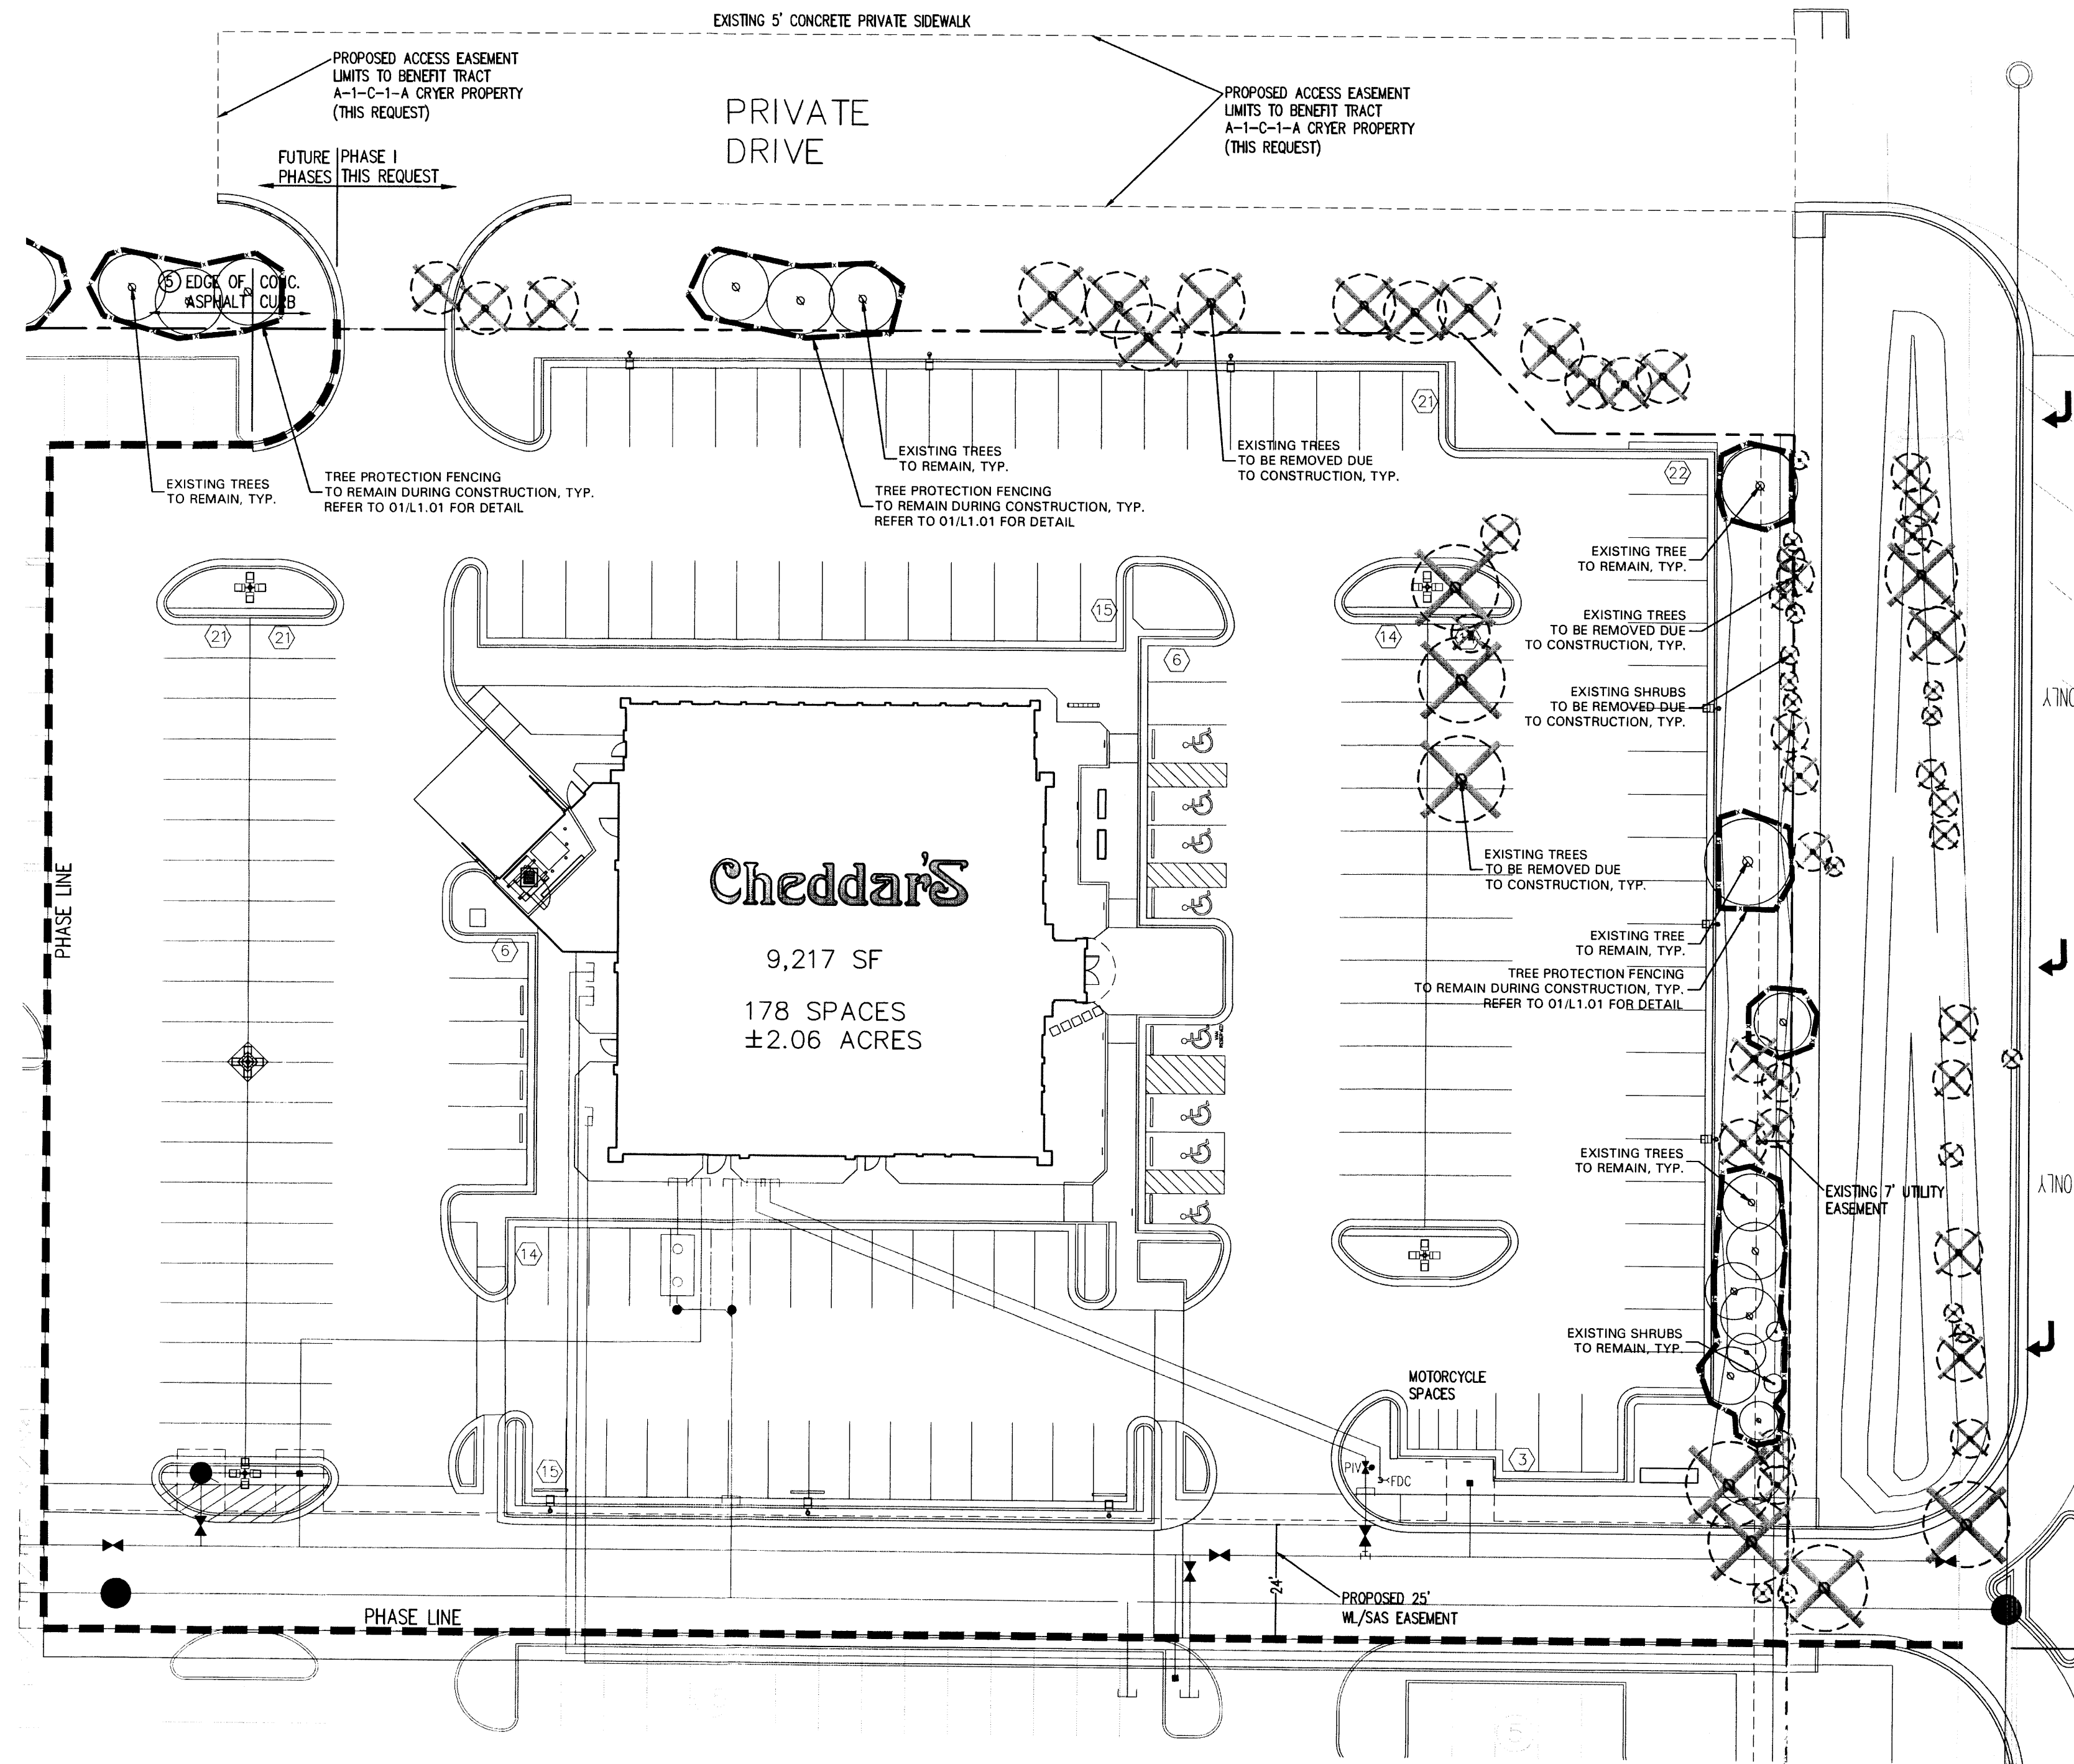 EXISTING 5' CONCRETE PRIVATE SIDEWALK
PROPOSED ACCESS EASEMENT
LIMITS TO BENEFIT TRACT
A-1-C-1-A CRYER PROPERTY
(THIS REQUEST)
PRIVATE
DRIVE
PROPOSED ACCESS EASEMENT
LIMITS TO BENEFIT TRACT
A-1-C-1-A CRYER PROPERTY
(THIS REQUEST)
FUTURE PHASE I
PHASES THIS REQUEST
5 EDGE OF CONC.
ASPHALT CURB
21
EXISTING TREES
TO REMAIN, TYP.
TREE PROTECTION FENCING
TO REMAIN DURING CONSTRUCTION, TYP.
REFER TO 01/L1.01 FOR DETAIL
EXISTING TREES
TO REMAIN, TYP.
TREE PROTECTION FENCING
TO REMAIN DURING CONSTRUCTION, TYP.
REFER TO 01/L1.01 FOR DETAIL
EXISTING TREES
TO BE REMOVED DUE
TO CONSTRUCTION, TYP.
22
EXISTING TREE
TO REMAIN, TYP.
21
21
15
6
14
EXISTING TREES
TO BE REMOVED DUE
TO CONSTRUCTION, TYP.
EXISTING SHRUBS
TO BE REMOVED DUE
TO CONSTRUCTION, TYP.
ONLY
PHASE LINE
Cheddar's
9,217 SF
178 SPACES
±2.06 ACRES
6
EXISTING TREES
TO BE REMOVED DUE
TO CONSTRUCTION, TYP.
EXISTING TREE
TO REMAIN, TYP.
TREE PROTECTION FENCING
TO REMAIN DURING CONSTRUCTION, TYP.
REFER TO 01/L1.01 FOR DETAIL
EXISTING TREES
TO REMAIN, TYP.
EXISTING 7' UTILITY
EASEMENT
ONLY
14
EXISTING SHRUBS
TO REMAIN, TYP.
MOTORCYCLE
SPACES
15
3
PIV
FDC
24'
PROPOSED 25'
WL/SAS EASEMENT
PHASE LINE